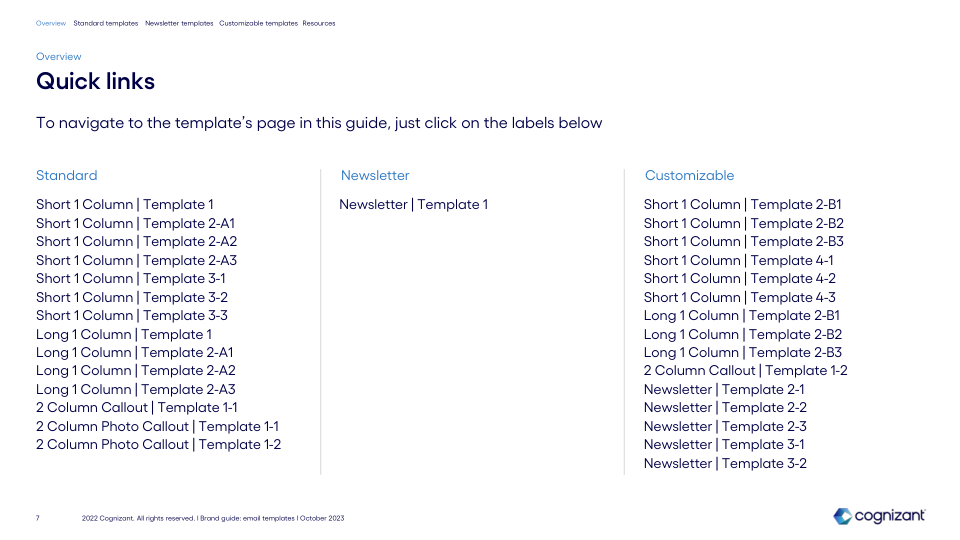 Overview Standard templates Newsletter templates Customizable templates Resources
Overview
Quick links
To navigate to the template's page in this guide, just click on the labels below
Standard
Short 1 Column | Template 1
Short 1 Column | Template 2-A1
Short 1 Column | Template 2-A2
Short 1 Column | Template 2-A3
Short 1 Column | Template 3-1
Short 1 Column | Template 3-2
Short 1 Column | Template 3-3
Long 1 Column | Template 1
Long 1 Column | Template 2-A1
Long 1 Column | Template 2-A2
Long 1 Column | Template 2-A3
2 Column Callout | Template 1-1
2 Column Photo Callout | Template 1-1
2 Column Photo Callout | Template 1-2
Newsletter
Newsletter | Template 1
Customizable
Short 1 Column | Template 2-B1
Short 1 Column | Template 2-B2
Short 1 Column | Template 2-B3
Short 1 Column | Template 4-1
Short 1 Column | Template 4-2
Short 1 Column | Template 4-3
Long 1 Column | Template 2-B1
Long 1 Column | Template 2-B2
Long 1 Column | Template 2-B3
2 Column Callout | Template 1-2
Newsletter | Template 2-1
Newsletter | Template 2-2
Newsletter | Template 2-3
Newsletter | Template 3-1
Newsletter | Template 3-2
7 2022 Cognizant. All rights reserved. | Brand guide: email templates | October 2023
cognizant